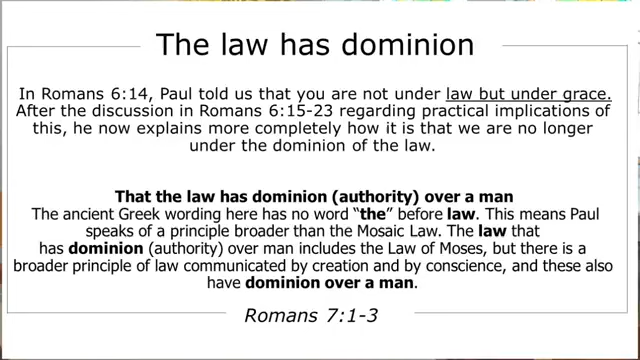 The law has dominion
In Romans 6:14, Paul told us that you are not under law but under grace.
After the discussion in Romans 6:15-23 regarding practical implications of
this, he now explains more completely how it is that we are no longer
under the dominion of the law.
That the law has dominion (authority) over a man
The ancient Greek wording here has no word “the” before law. This means Paul
speaks of a principle broader than the Mosaic Law. The law that
has dominion (authority) over man includes the Law of Moses, but there is a
broader principle of law communicated by creation and by conscience, and these also
have dominion over a man.
Romans 7:1-3